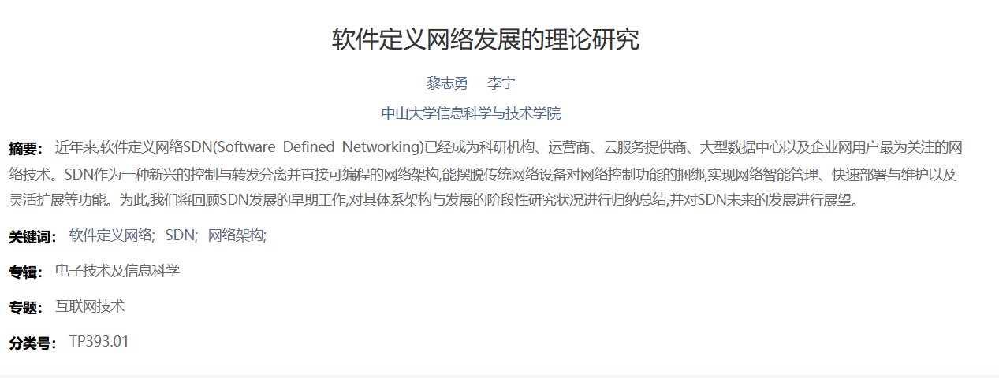 软件定义网络发展的理论研究
黎志勇 李宁
中山大学信息科学与技术学院
摘要： 近年来,软件定义网络SDN(Software Defined Networking)已经成为科研机构、运营商、云服务提供商、大型数据中心以及企业网用户最为关注的网
络技术。SDN作为一种新兴的控制与转发分离并直接可编程的网络架构,能摆脱传统网络设备对网络控制功能的捆绑,实现网络智能管理、快速部署与维护以及
灵活扩展等功能。为此,我们将回顾SDN发展的早期工作,对其体系架构与发展的阶段性研究状况进行归纳总结,并对SDN未来的发展进行展望。
关键词： 软件定义网络; SDN; 网络架构;
专辑： 电子技术及信息科学
专题： 互联网技术
分类号： TP393.01